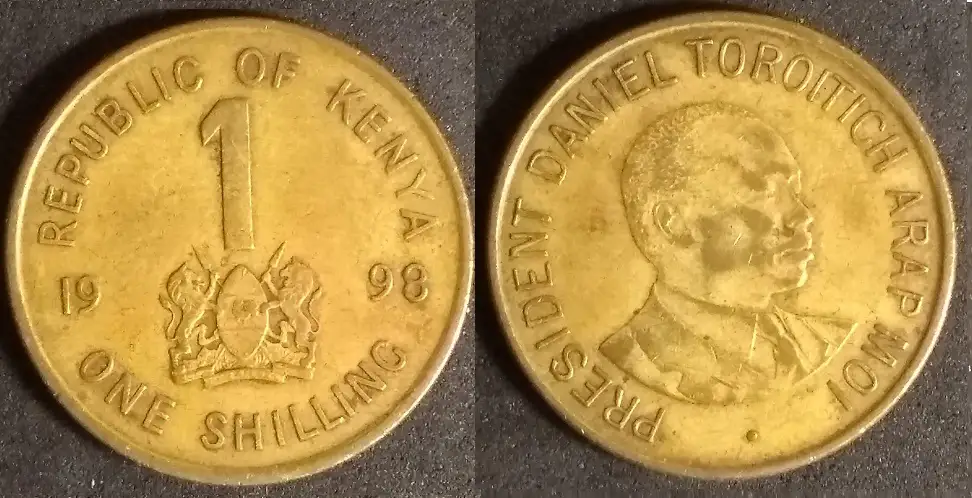 REPUBLIC OF KENYA
1
19 98
ONE SHILLING
PRESIDENT DANIEL TOROITICH ARAP MOI